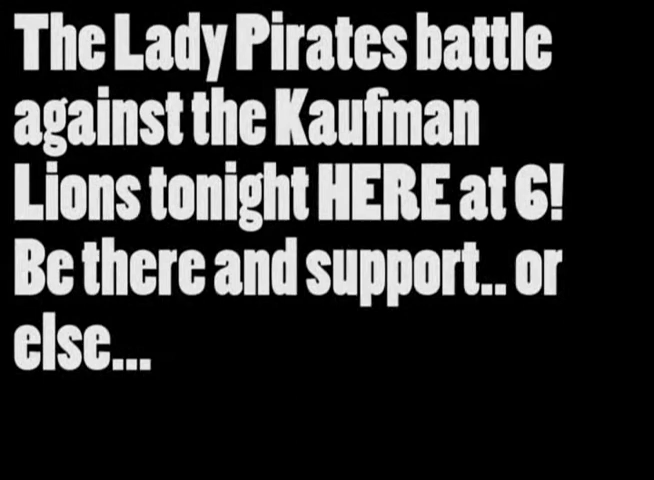 The Lady Pirates battle
against the Kaufman
Lions tonight HERE at 6!
Be there and support.. or
else...